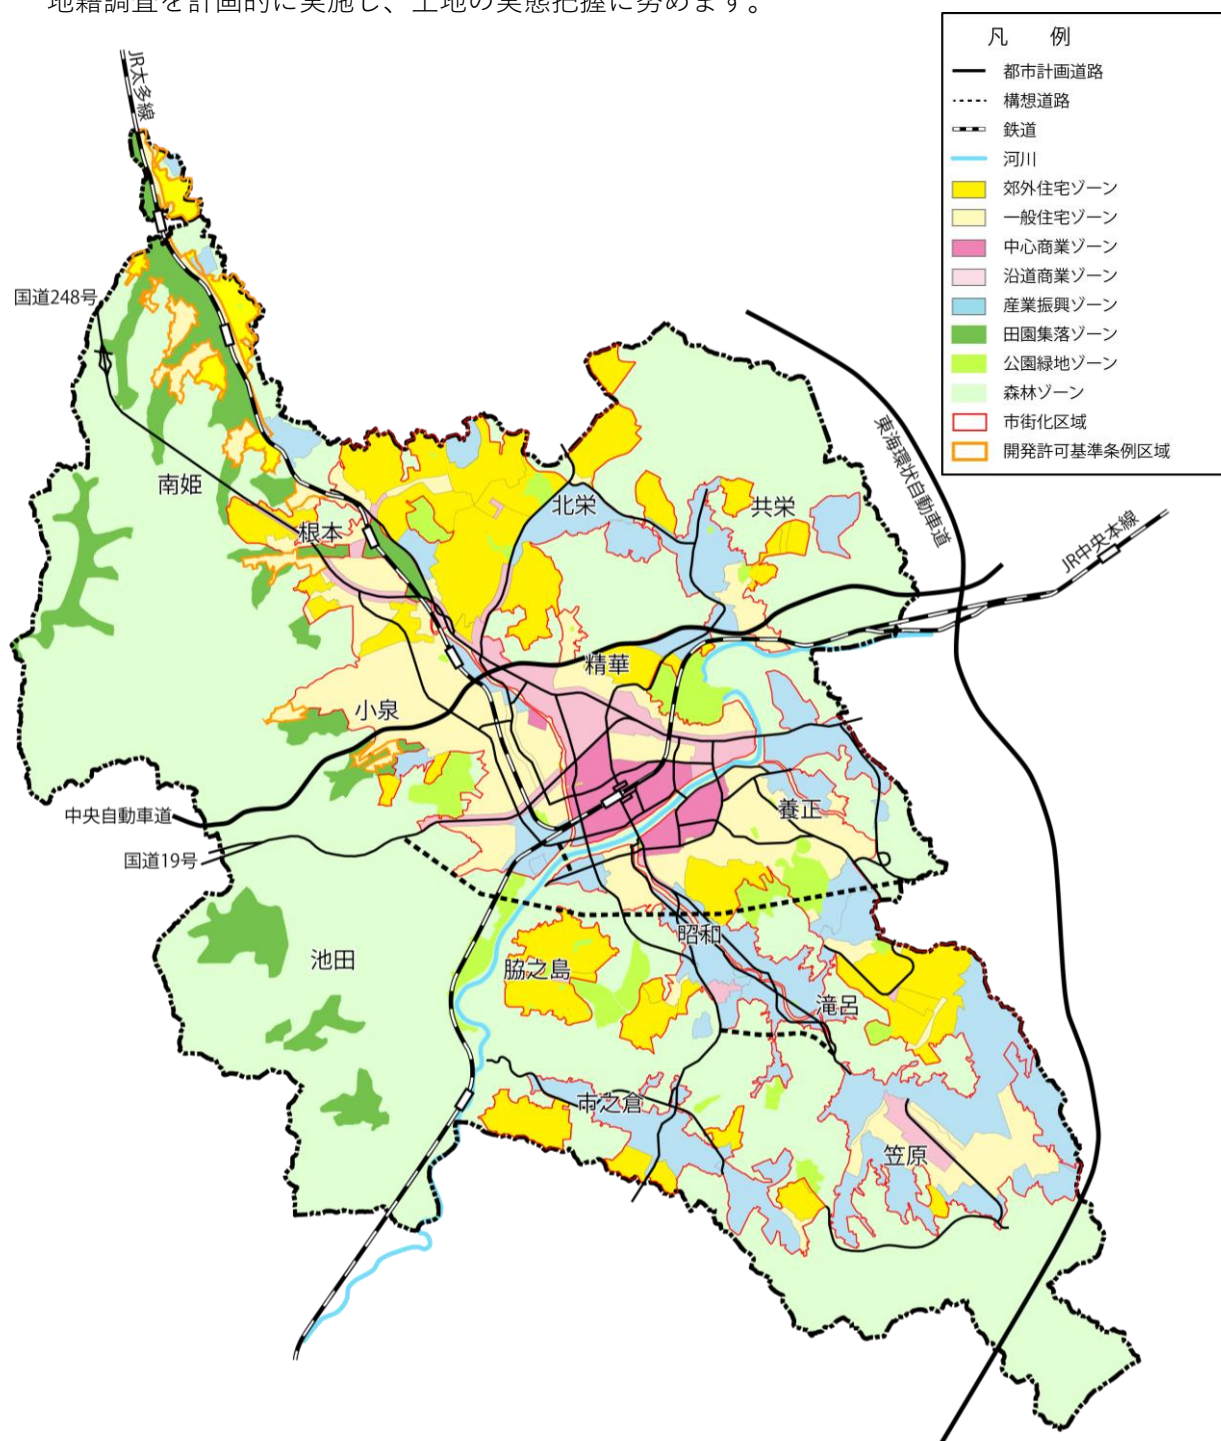 地籍調査を計画的に実施し、土地の実態把握に努めます。
凡 例
都市計画道路
構想道路
鉄道
河川
郊外住宅ゾーン
一般住宅ゾーン
中心商業ゾーン
沿道商業ゾーン
産業振興ゾーン
田園集落ゾーン
公園緑地ゾーン
森林ゾーン
市街化区域
開発許可基準条例区域
JR太多線
国道248号
東海環状自動車道
南姫
北栄
共栄
根本
JR中央本線
精華
小泉
中央自動車道
養正
国道19号
昭和
池田
脇之島
滝呂
市之倉
笠原